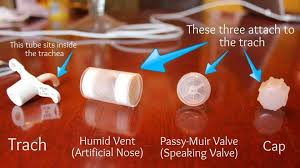 These three attach to
the trach
This tube sits inside
the trachea
Trach
Humid Vent
(Artificial Nose)
Passy-Muir Valve
(Speaking Valve)
Cap